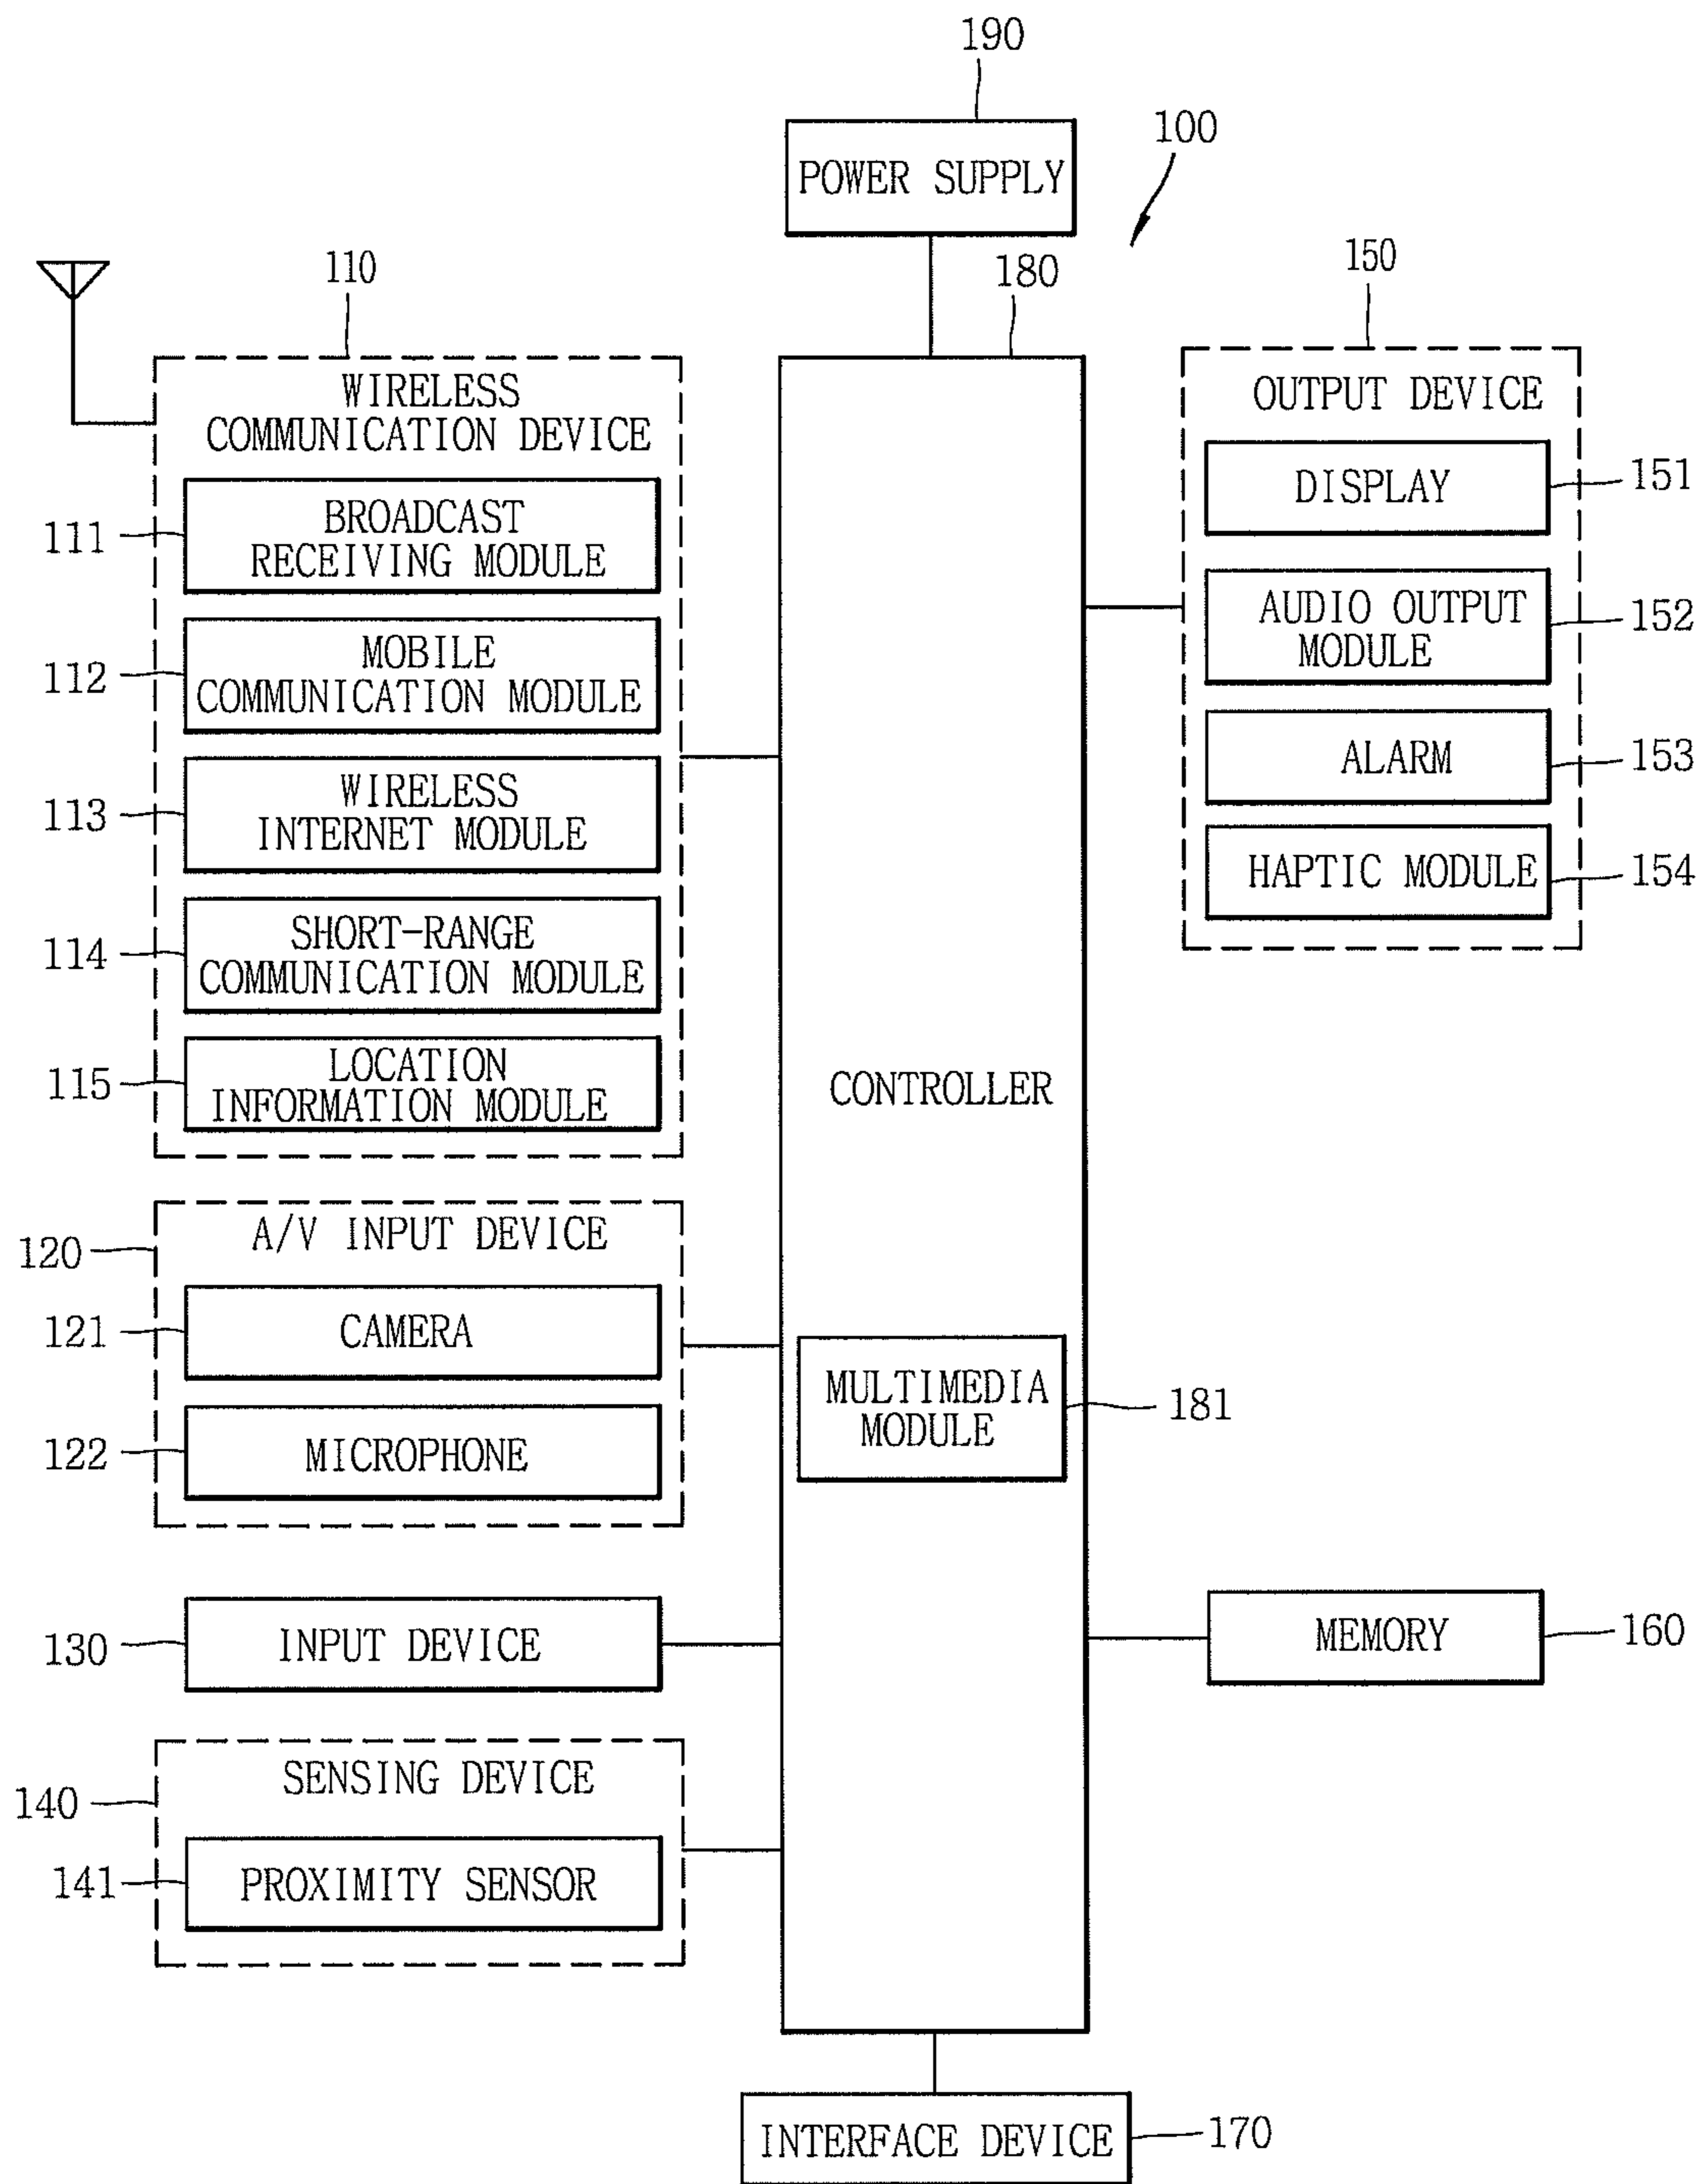 190
100
POWER SUPPLY
110
180
150
WIRELESS
COMMUNICATION DEVICE
111
BROADCAST
RECEIVING MODULE
112
MOBILE
COMMUNICATION MODULE
113
WIRELESS
INTERNET MODULE
114
SHORT-RANGE
COMMUNICATION MODULE
115
LOCATION
INFORMATION MODULE
120
A/V INPUT DEVICE
121
CAMERA
122
MICROPHONE
130
INPUT DEVICE
140
SENSING DEVICE
141
PROXIMITY SENSOR
CONTROLLER
MULTIMEDIA
MODULE
181
OUTPUT DEVICE
DISPLAY
151
AUDIO OUTPUT
MODULE
152
ALARM
153
HAPTIC MODULE
154
MEMORY
160
INTERFACE DEVICE
170